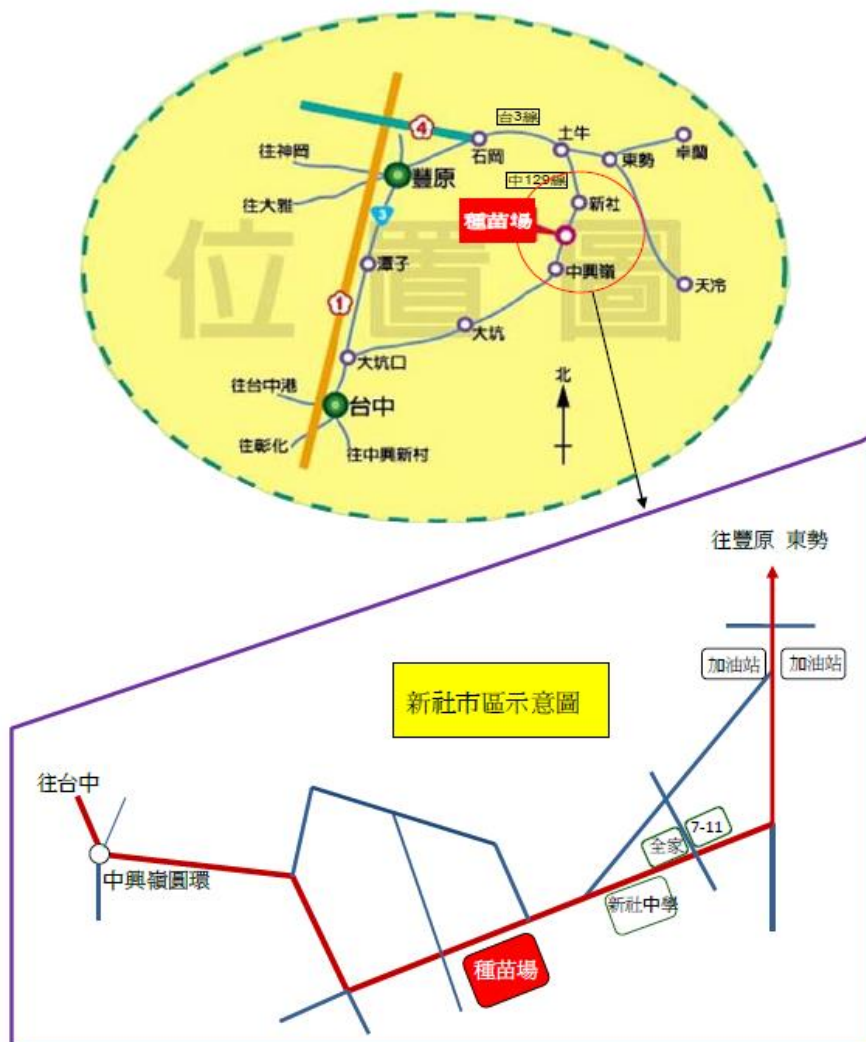 台3線
4
土牛
石岡
東勢
卓蘭
往神岡
豐原
中129線
往大雅
新社
3
種苗場
位置圖
潭子
中興嶺
天冷
1
大坑
大坑口
北
往台中港
台中
往彰化
往中興新村
往豐原 東勢
加油站
加油站
新社市區示意圖
往台中
7-11
全家
中興嶺圓環
新社中學
種苗場